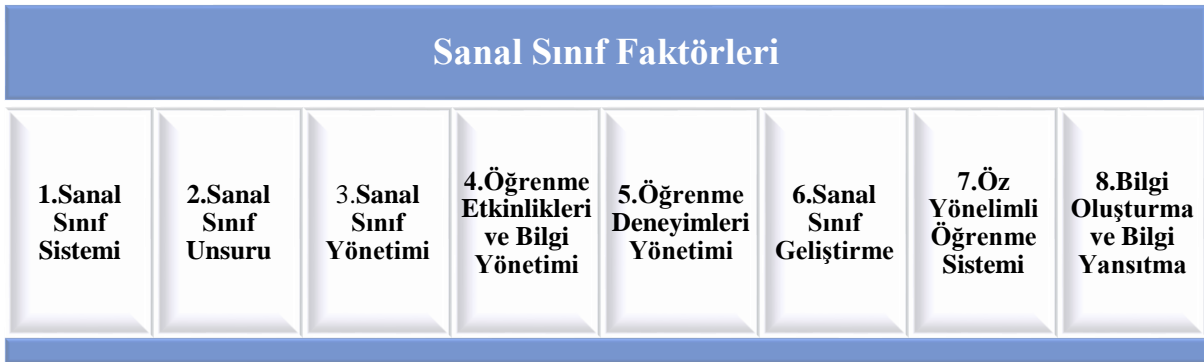 Sanal Sınıf Faktörleri
1.Sanal
Sınıf
Sistemi
2.Sanal
Sınıf
Unsuru
3.Sanal
Sınıf
Yönetimi
4.Öğrenme
Etkinlikleri
ve Bilgi
Yönetimi
5.Öğrenme
Deneyimleri
Yönetimi
6.Sanal
Sınıf
Geliştirme
7.Öz
Yönelimli
Öğrenme
Sistemi
8.Bilgi
Oluşturma
ve Bilgi
Yansıtma